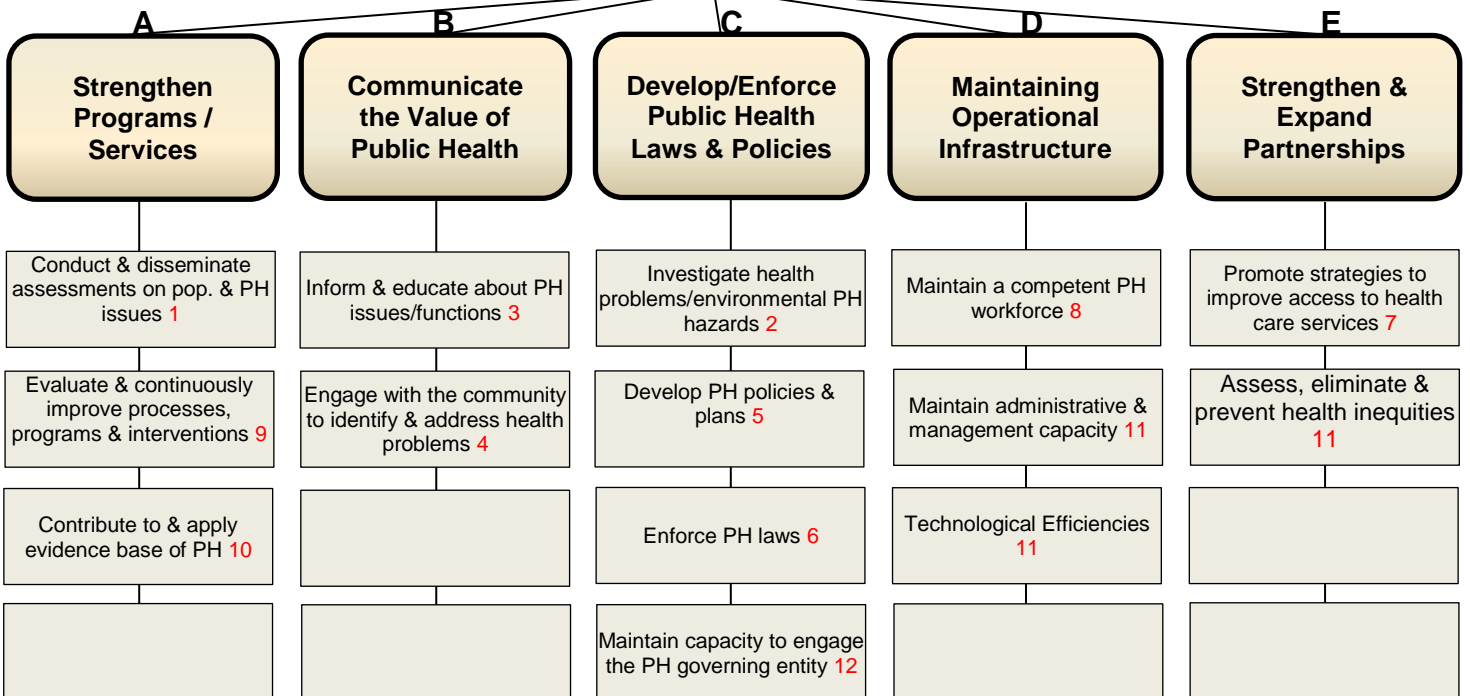 A
Strengthen
Programs /
Services
Conduct & disseminate
assessments on pop. & PH
issues 1
Evaluate & continuously
improve processes,
programs & interventions 9
Contribute to & apply
evidence base of PH 10
B
Communicate
the Value of
Public Health
Inform & educate about PH
issues/functions 3
Engage with the community
to identify & address health
problems 4
C
Develop/Enforce
Public Health
Laws & Policies
Investigate health
problems/environmental PH
hazards 2
Develop PH policies &
plans 5
Enforce PH laws 6
Maintain capacity to engage
the PH governing entity 12
D
Maintaining
Operational
Infrastructure
Maintain a competent PH
workforce 8
Maintain administrative &
management capacity 11
Technological Efficiencies
11
E
Strengthen &
Expand
Partnerships
Promote strategies to
improve access to health
care services 7
Assess, eliminate &
prevent health inequities
11